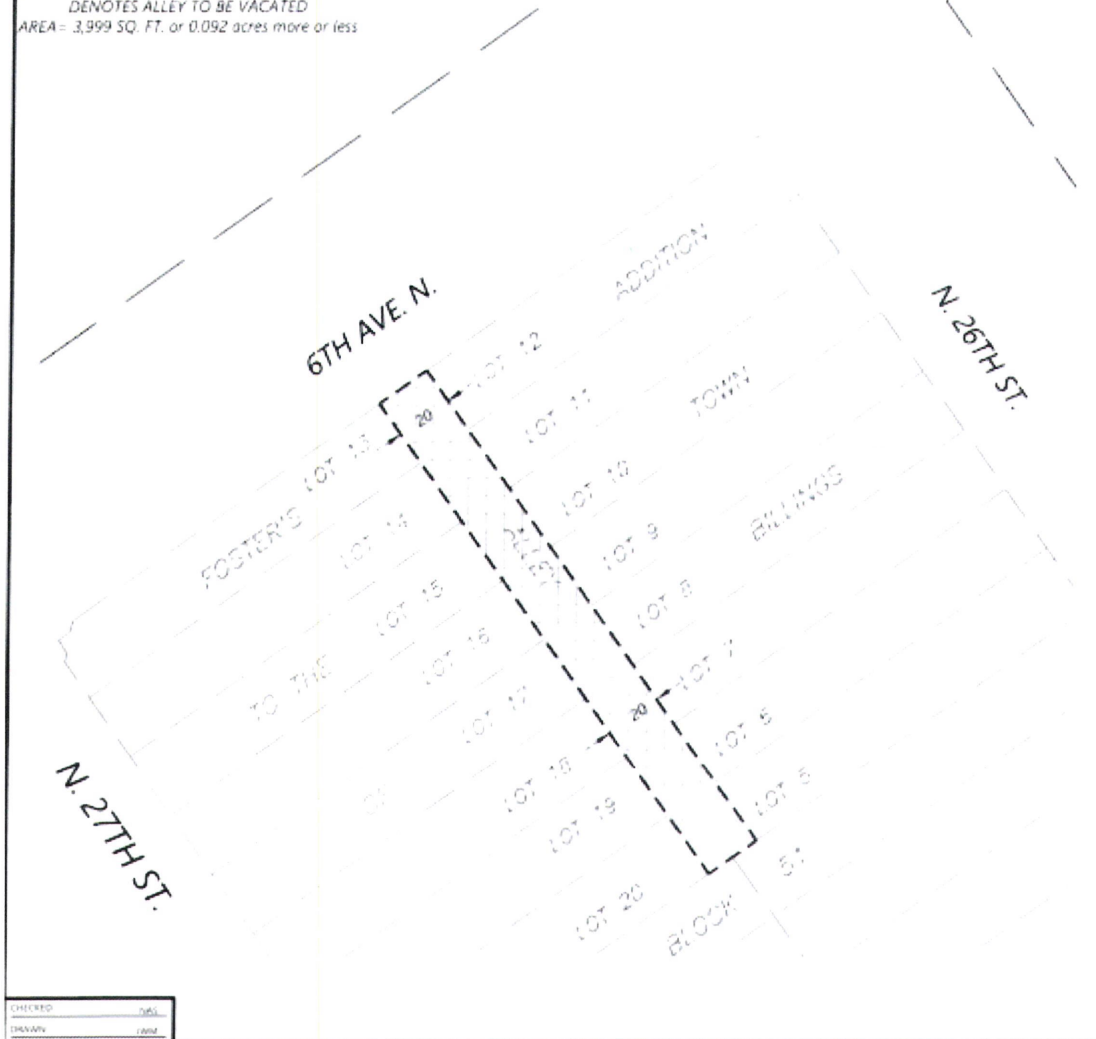 DENOTES ALLEY TO BE VACATED
AREA = 3,999 SQ. FT. or 0.092 acres more or less
6TH AVE. N.
N. 26TH ST.
N. 27TH ST.
FOSTER'S
ADDITION
TO THE
TOWN
OF
BILLINGS
LOT 12
LOT 11
LOT 10
LOT 9
LOT 8
LOT 7
LOT 6
LOT 5
LOT 13
LOT 14
LOT 15
LOT 16
LOT 17
LOT 18
LOT 19
LOT 20
20
20
BLOCK 51
CHECKED
DRAWN